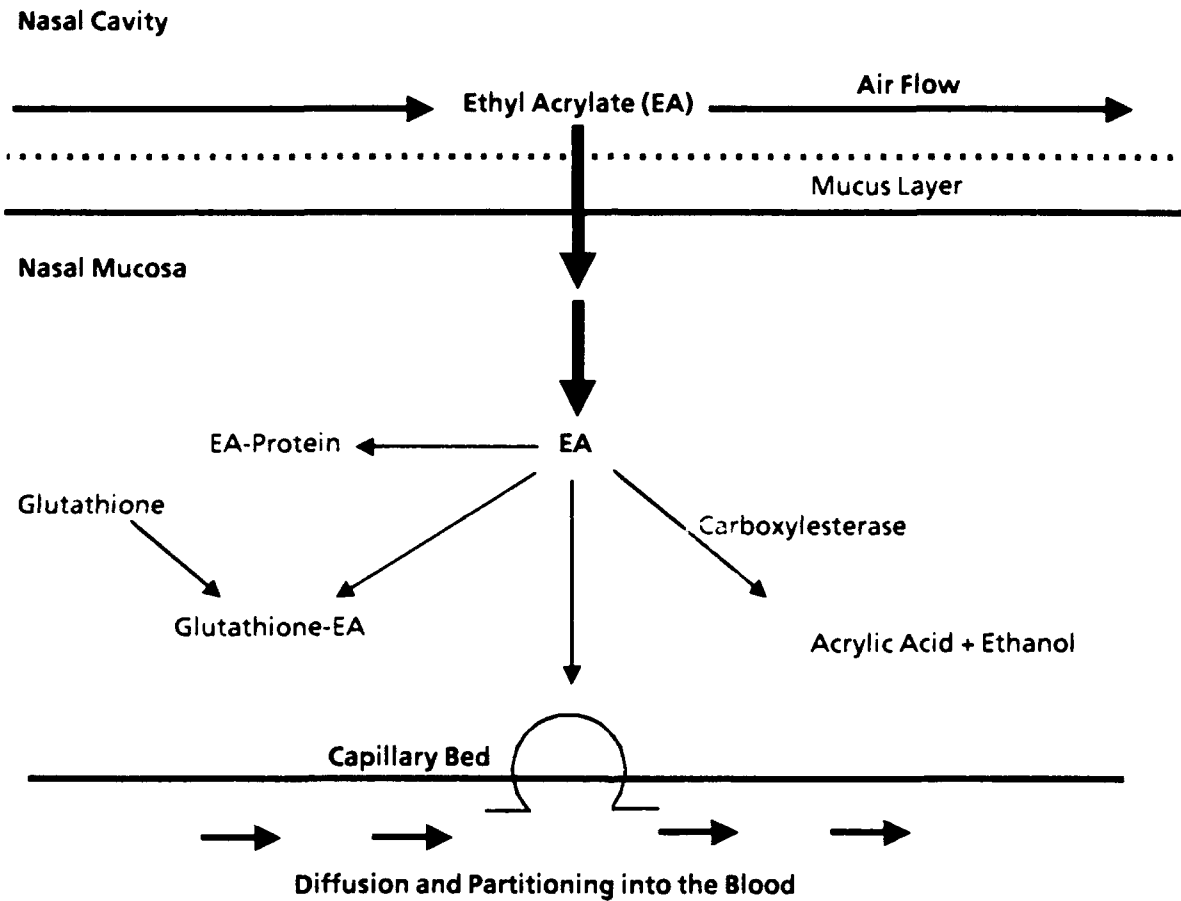 Nasal Cavity
Air Flow
Ethyl Acrylate (EA)
Mucus Layer
Nasal Mucosa
EA-Protein
EA
Glutathione
Carboxylesterase
Glutathione-EA
Acrylic Acid + Ethanol
Capillary Bed
Diffusion and Partitioning into the Blood